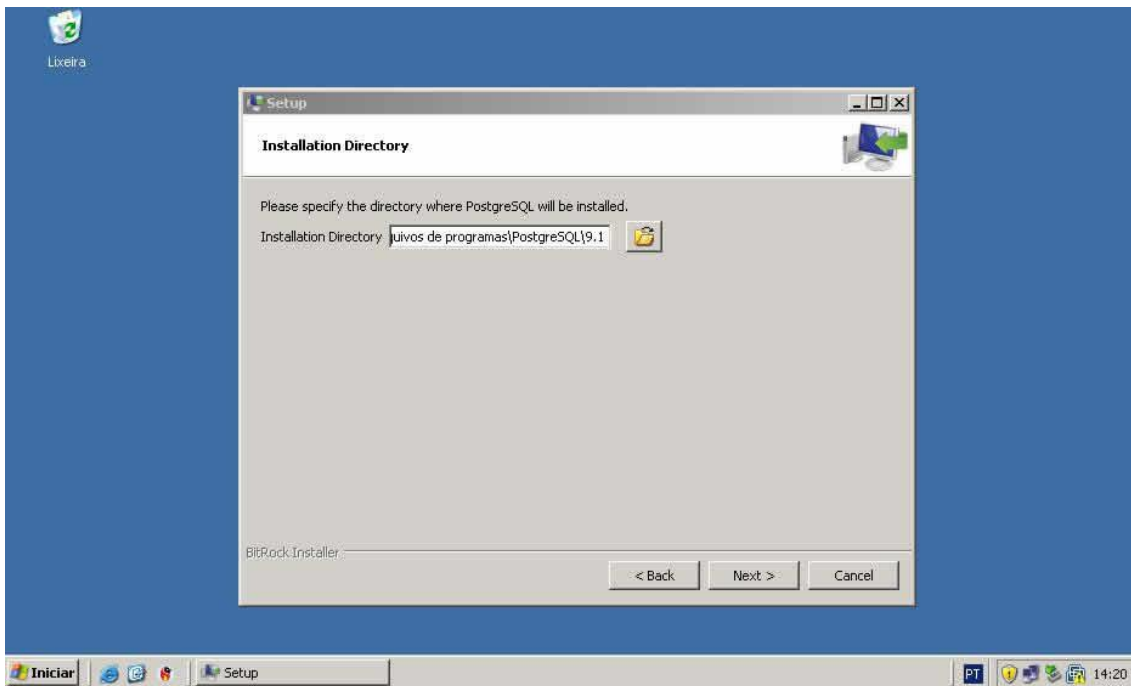 Lixeira
Setup
Installation Directory
Please specify the directory where PostgreSQL will be installed.
Installation Directory quivos de programas\PostgreSQL\9.1
BitRock Installer
< Back Next > Cancel
Iniciar Setup PT 14:20